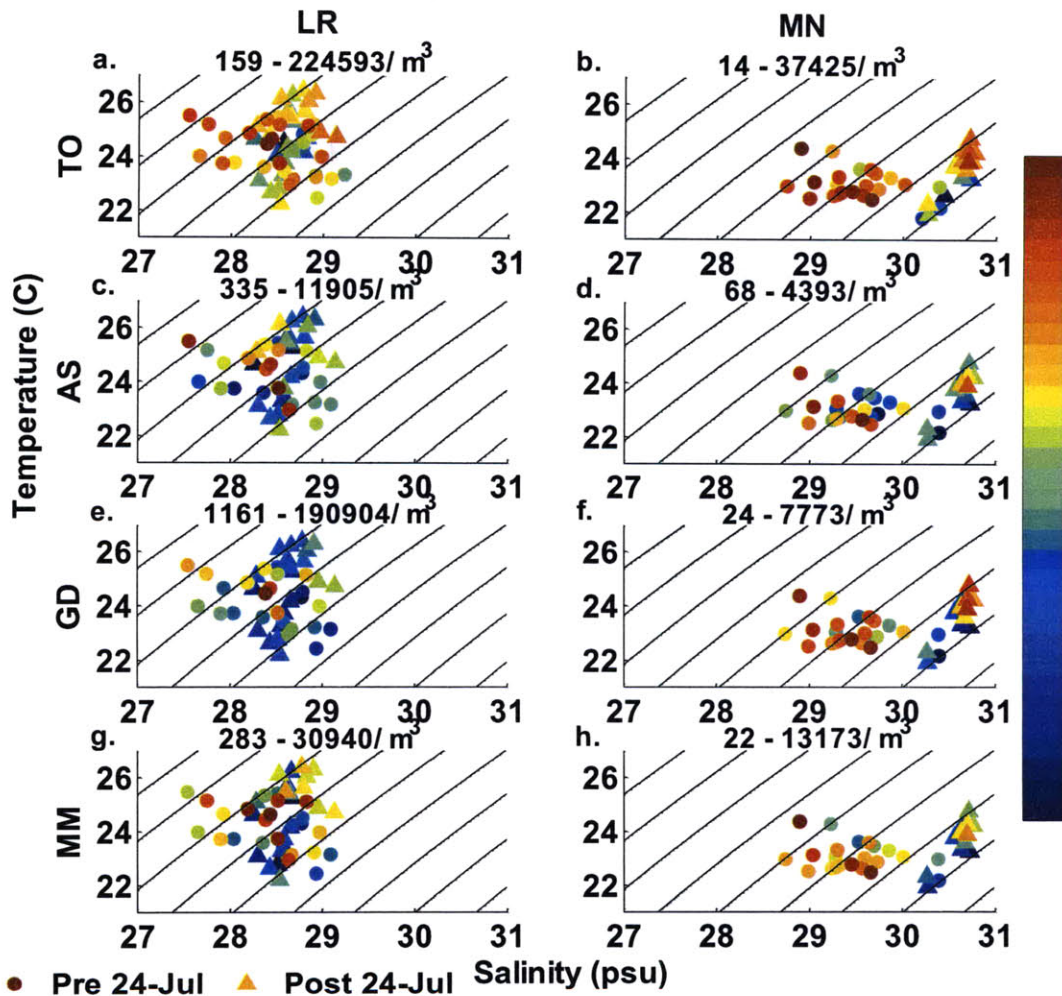 LR
MN
a.
159 - 224593/ m³
b.
14 - 37425/ m³
TO
26
24
22
27 28 29 30 31
26
24
22
27 28 29 30 31
c.
335 - 11905/ m³
d.
68 - 4393/ m³
Temperature (C)
AS
26
24
22
27 28 29 30 31
26
24
22
27 28 29 30 31
e.
1161 - 190904/ m³
f.
24 - 7773/ m³
GD
26
24
22
27 28 29 30 31
26
24
22
27 28 29 30 31
g.
283 - 30940/ m³
h.
22 - 13173/ m³
MM
26
24
22
27 28 29 30 31
26
24
22
27 28 29 30 31
Pre 24-Jul Post 24-Jul
Salinity (psu)